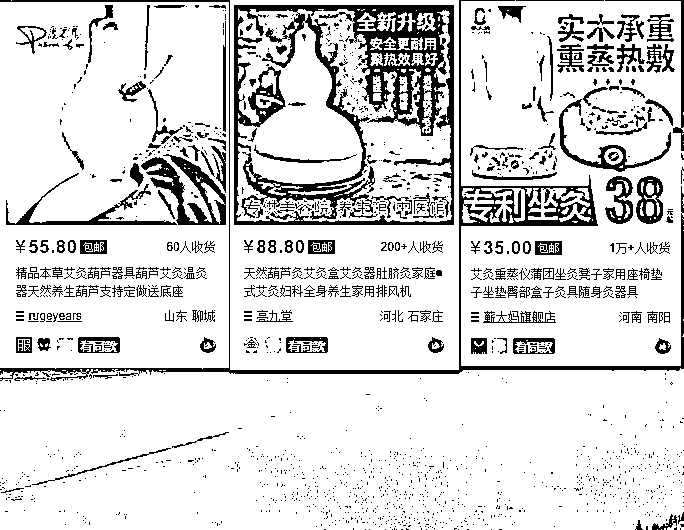 全新升级
安全更耐用
聚热效果好
专供美容院 养生馆 中医馆
实木承重
熏蒸热敷
专利坐灸 38
¥55.80 包邮 60人收货
精品本草艾灸葫芦器具葫芦艾灸温灸
器天然养生葫芦支持定做送底座
rugeyears 山东 聊城
有同款
¥88.80 包邮 200+人收货
天然葫芦灸艾灸盒艾灸器肚脐灸家庭•
式艾灸妇科全身养生家用排风机
亮九堂 河北 石家庄
有同款
¥35.00 包邮 1万+人收货
艾灸熏蒸仪蒲团坐灸凳子家用座椅垫
子坐垫臀部盒子灸具随身灸器具
蕲大妈旗舰店 河南 南阳
有同款